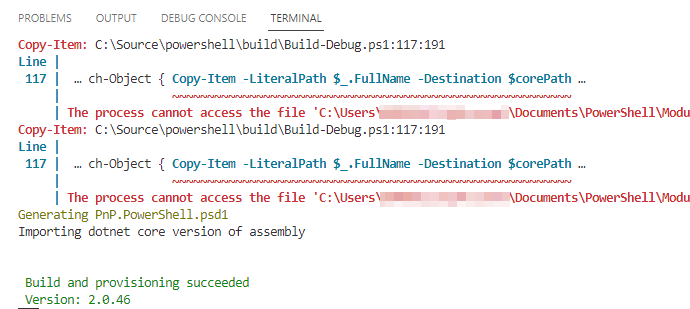 PROBLEMS OUTPUT DEBUG CONSOLE TERMINAL
Copy-Item: C:\Source\powershell\build\Build-Debug.ps1:117:191
Line |
117 | … ch-Object { Copy-Item -LiteralPath $_.FullName -Destination $corePath …
| ~~~~~~~~~~~~~~~~~~~~~~~~~~~~~~~~~~~~~~~~~~~~~~~~~~~~~~~~~
| The process cannot access the file 'C:\Users\ \Documents\PowerShell\Modu
Copy-Item: C:\Source\powershell\build\Build-Debug.ps1:117:191
Line |
117 | … ch-Object { Copy-Item -LiteralPath $_.FullName -Destination $corePath …
| ~~~~~~~~~~~~~~~~~~~~~~~~~~~~~~~~~~~~~~~~~~~~~~~~~~~~~~~~~
| The process cannot access the file 'C:\Users\ \Documents\PowerShell\Modu
Generating PnP.PowerShell.psd1
Importing dotnet core version of assembly
Build and provisioning succeeded
Version: 2.0.46